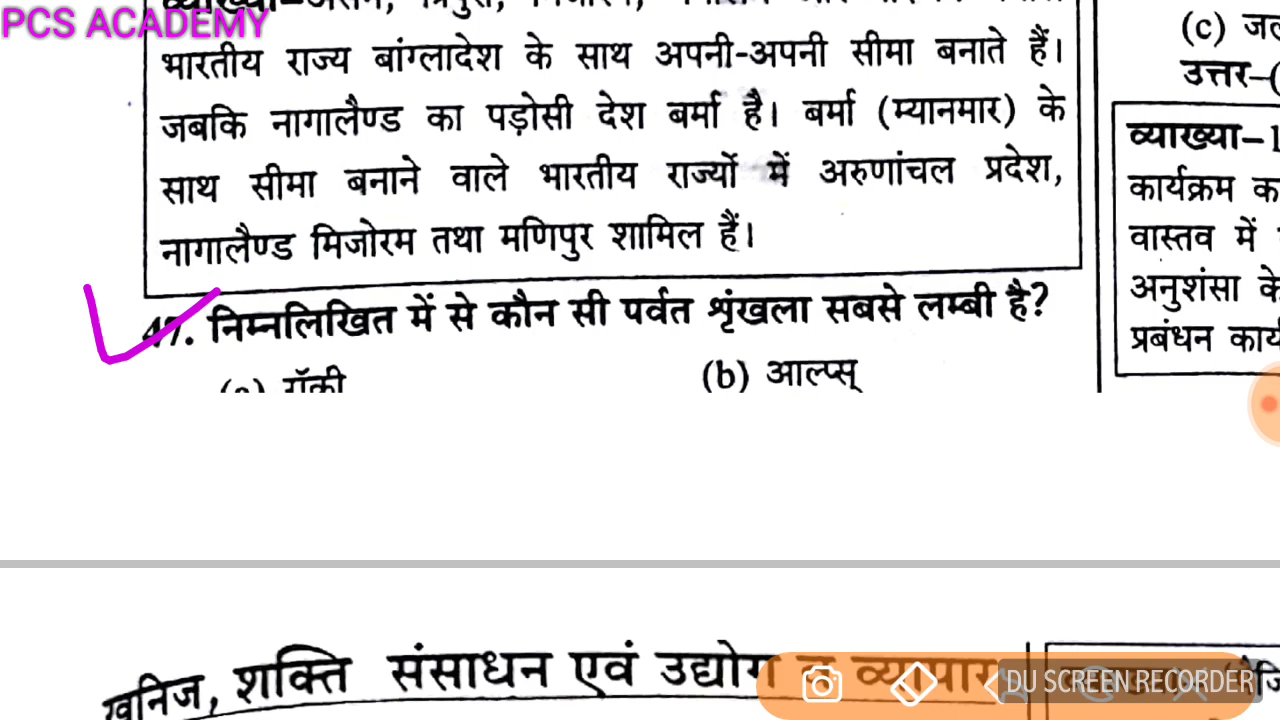 PCS ACADEMY
भारतीय राज्य बांग्लादेश के साथ अपनी-अपनी सीमा बनाते हैं।
जबकि नागालैण्ड का पड़ोसी देश बर्मा है। बर्मा (म्यानमार) के
साथ सीमा बनाने वाले भारतीय राज्यों में अरुणांचल प्रदेश,
नागालैण्ड मिजोरम तथा मणिपुर शामिल हैं।
47. निम्नलिखित में से कौन सी पर्वत शृंखला सबसे लम्बी है?
(a) रॉकी (b) आल्प्स्
(c)
उत्तर–(
व्याख्या–1
कार्यक्रम
वास्तव में
अनुशंसा के
प्रबंधन
खनिज, शक्ति संसाधन एवं उद्योग व व्यापार
DU SCREEN RECORDER